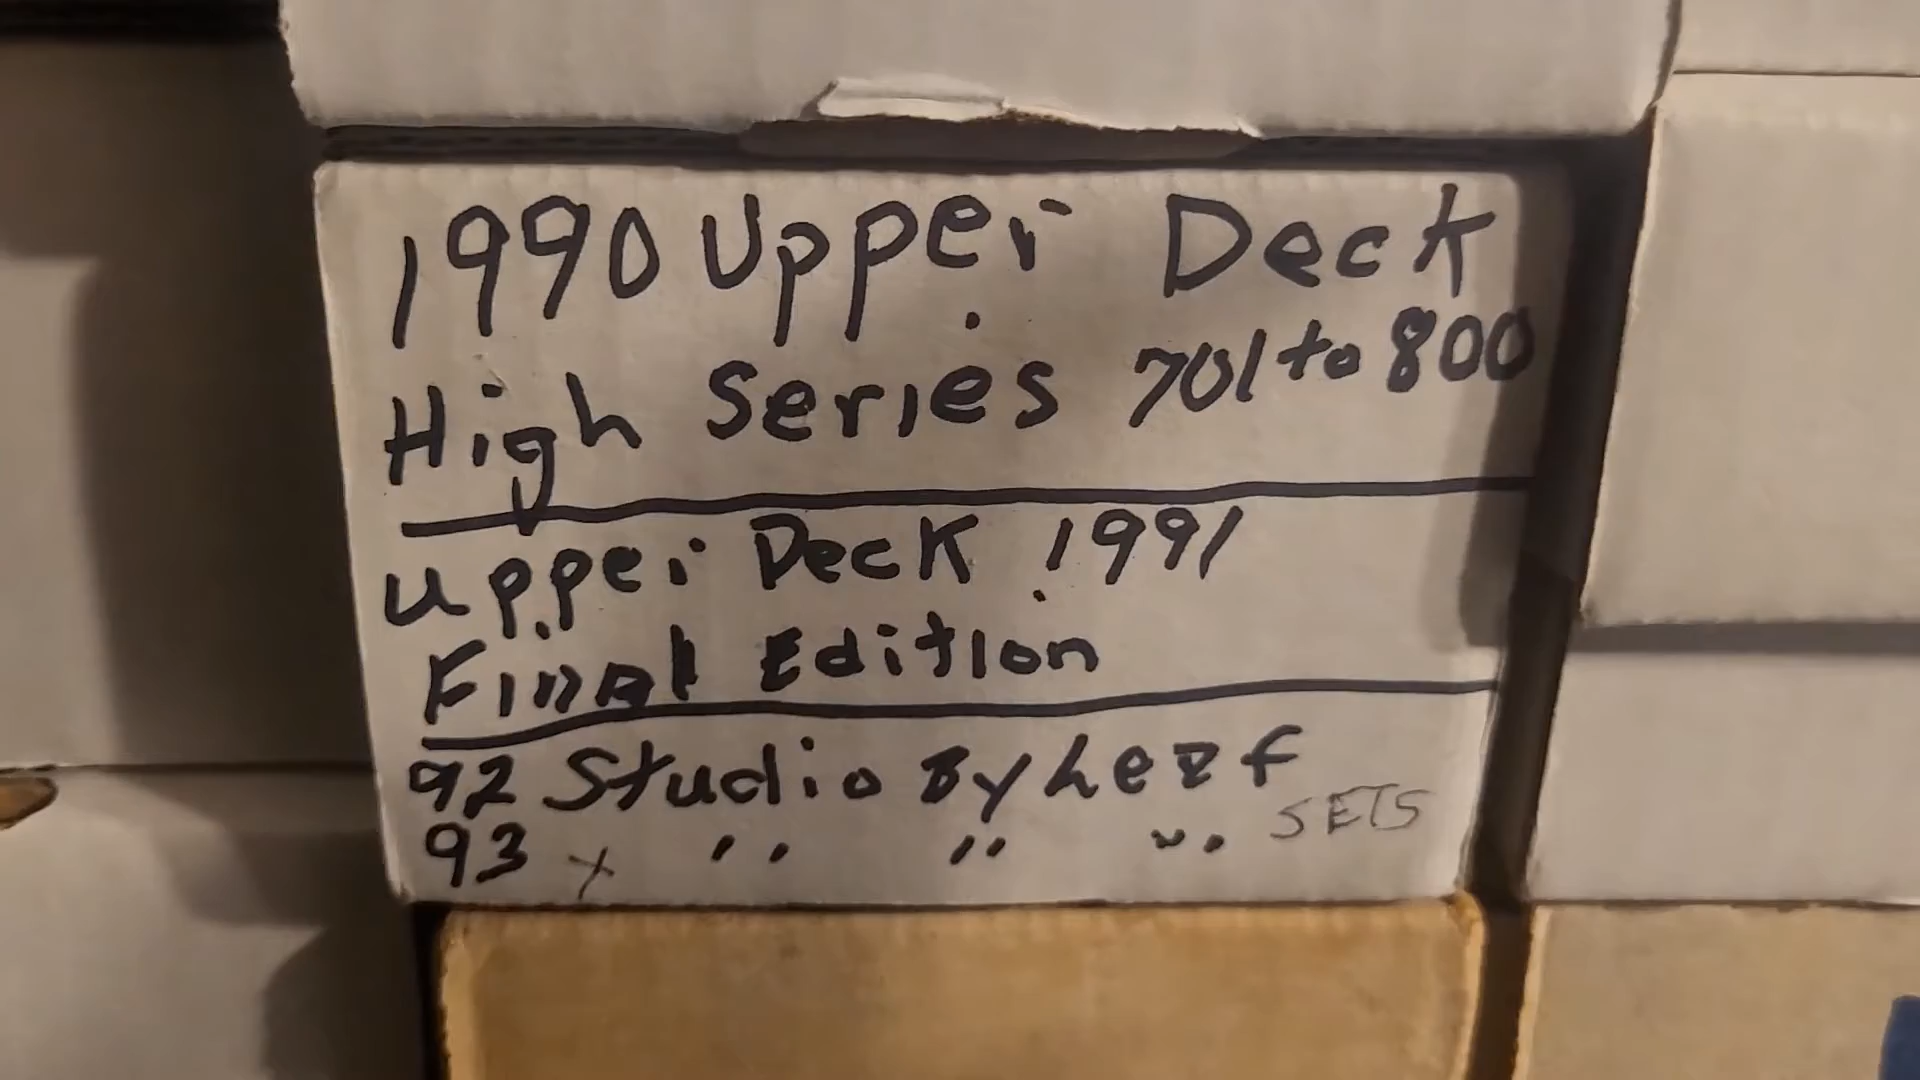 1990 Upper Deck
High Series 701 to 800
Upper Deck 1991
Final Edition
92 Studio By Leaf
93 x " " " SETS